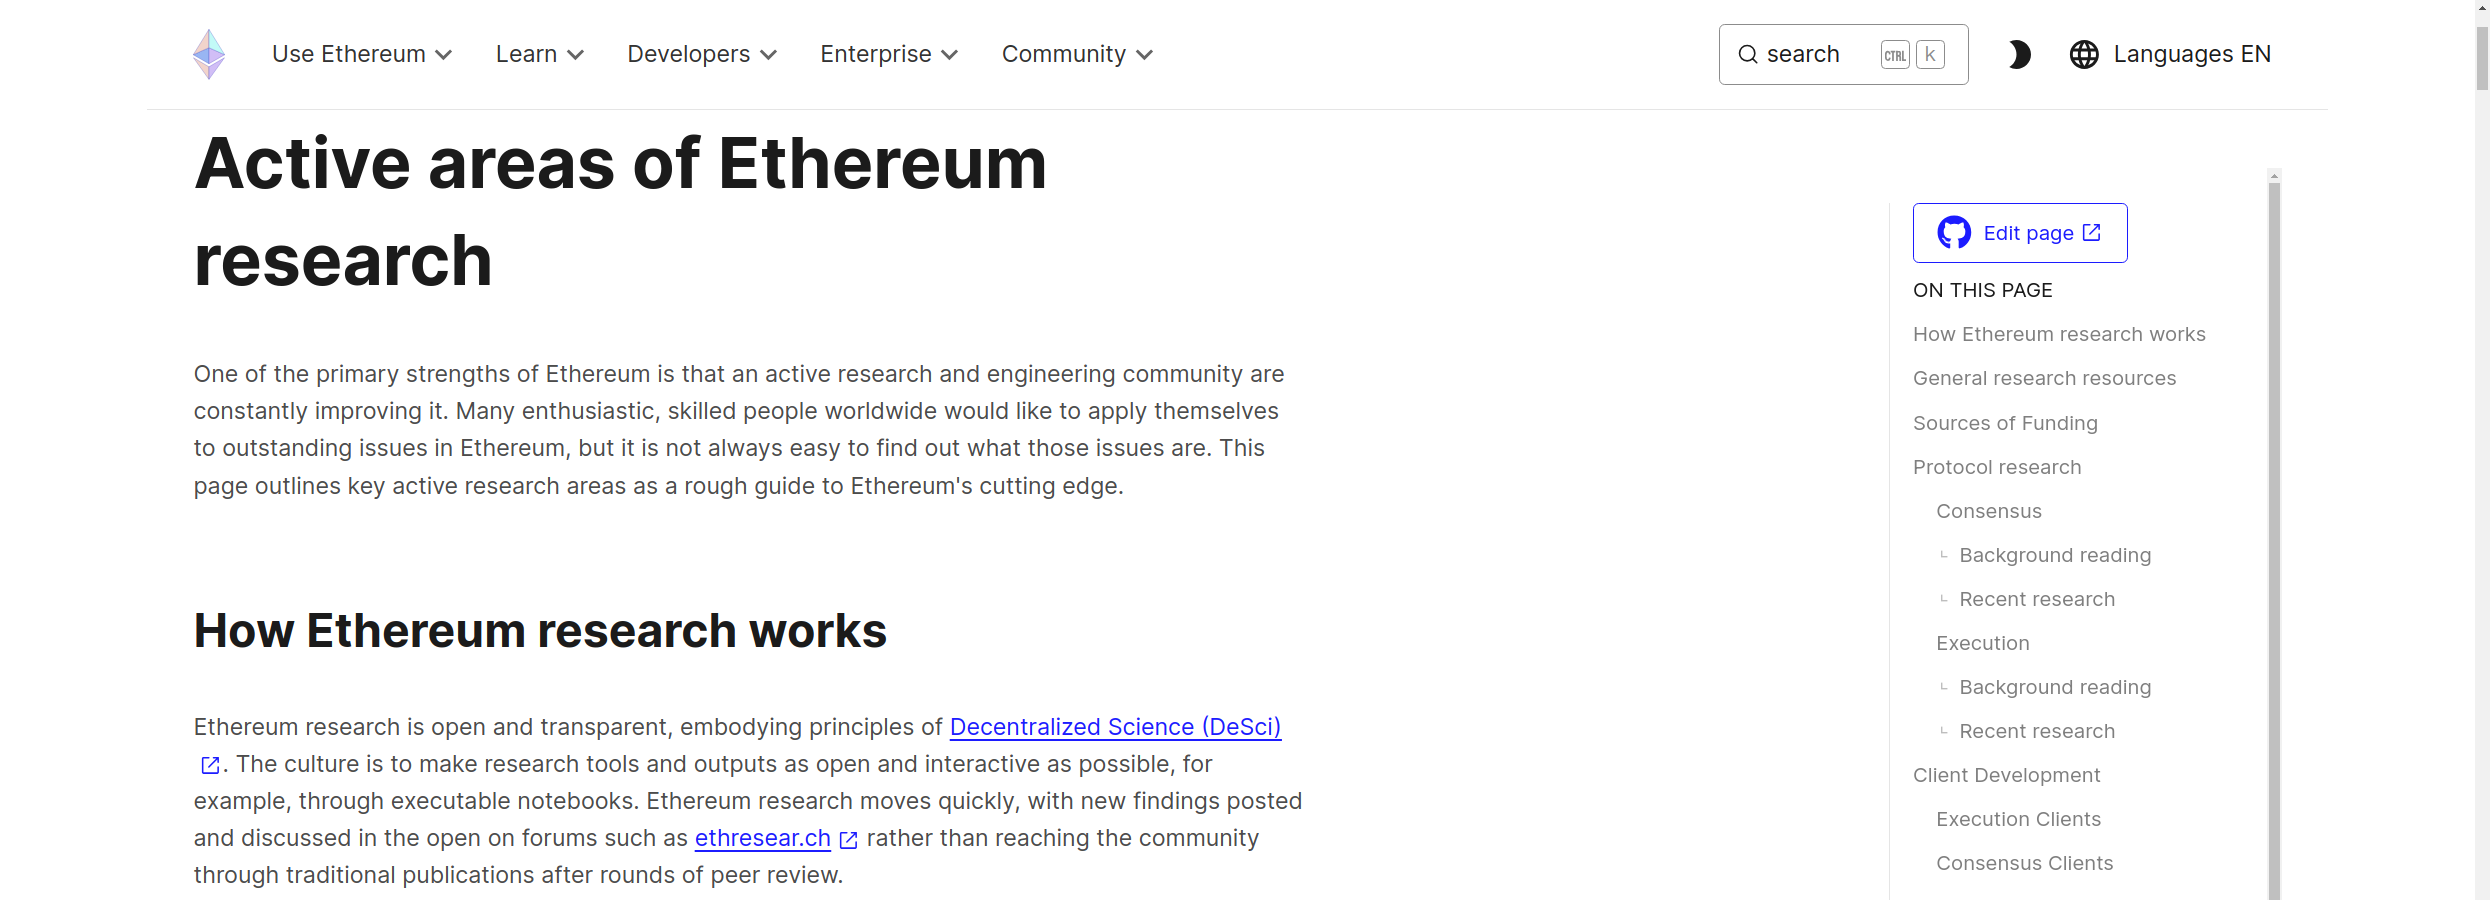 Use Ethereum
Learn
Developers
Enterprise
Community
search
CTRL
k
Languages EN
Active areas of Ethereum
research
One of the primary strengths of Ethereum is that an active research and engineering community are
constantly improving it. Many enthusiastic, skilled people worldwide would like to apply themselves
to outstanding issues in Ethereum, but it is not always easy to find out what those issues are. This
page outlines key active research areas as a rough guide to Ethereum's cutting edge.
How Ethereum research works
Ethereum research is open and transparent, embodying principles of Decentralized Science (DeSci)
. The culture is to make research tools and outputs as open and interactive as possible, for
example, through executable notebooks. Ethereum research moves quickly, with new findings posted
and discussed in the open on forums such as ethresear.ch rather than reaching the community
through traditional publications after rounds of peer review.
Edit page
ON THIS PAGE
How Ethereum research works
General research resources
Sources of Funding
Protocol research
Consensus
Background reading
Recent research
Execution
Background reading
Recent research
Client Development
Execution Clients
Consensus Clients